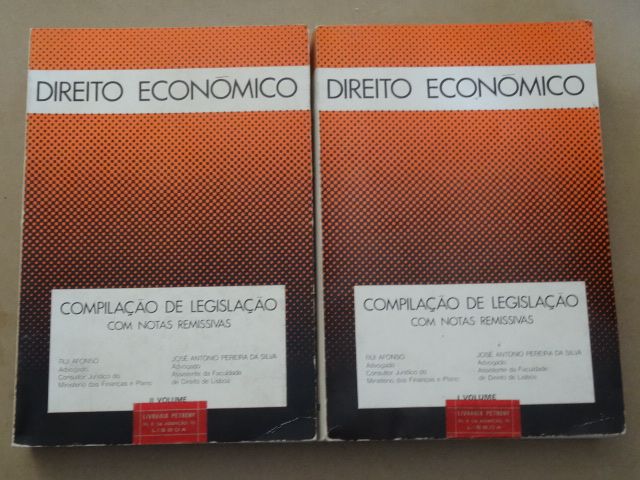 DIREITO ECONÓMICO
COMPILAÇÃO DE LEGISLAÇÃO
COM NOTAS REMISSIVAS
RUI AFONSO
Advogado
Consultor Jurídico do
Ministério das Finanças e Plano
JOSÉ ANTÓNIO PEREIRA DA SILVA
Advogado
Assistente da Faculdade
de Direito de Lisboa
II VOLUME
LIVRARIA PETRONY
LISBOA
DIREITO ECONÓMICO
COMPILAÇÃO DE LEGISLAÇÃO
COM NOTAS REMISSIVAS
RUI AFONSO
Advogado
Consultor Jurídico do
Ministério das Finanças e Plano
JOSÉ ANTÓNIO PEREIRA DA SILVA
Advogado
Assistente da Faculdade
de Direito de Lisboa
I VOLUME
LIVRARIA PETRONY
LISBOA